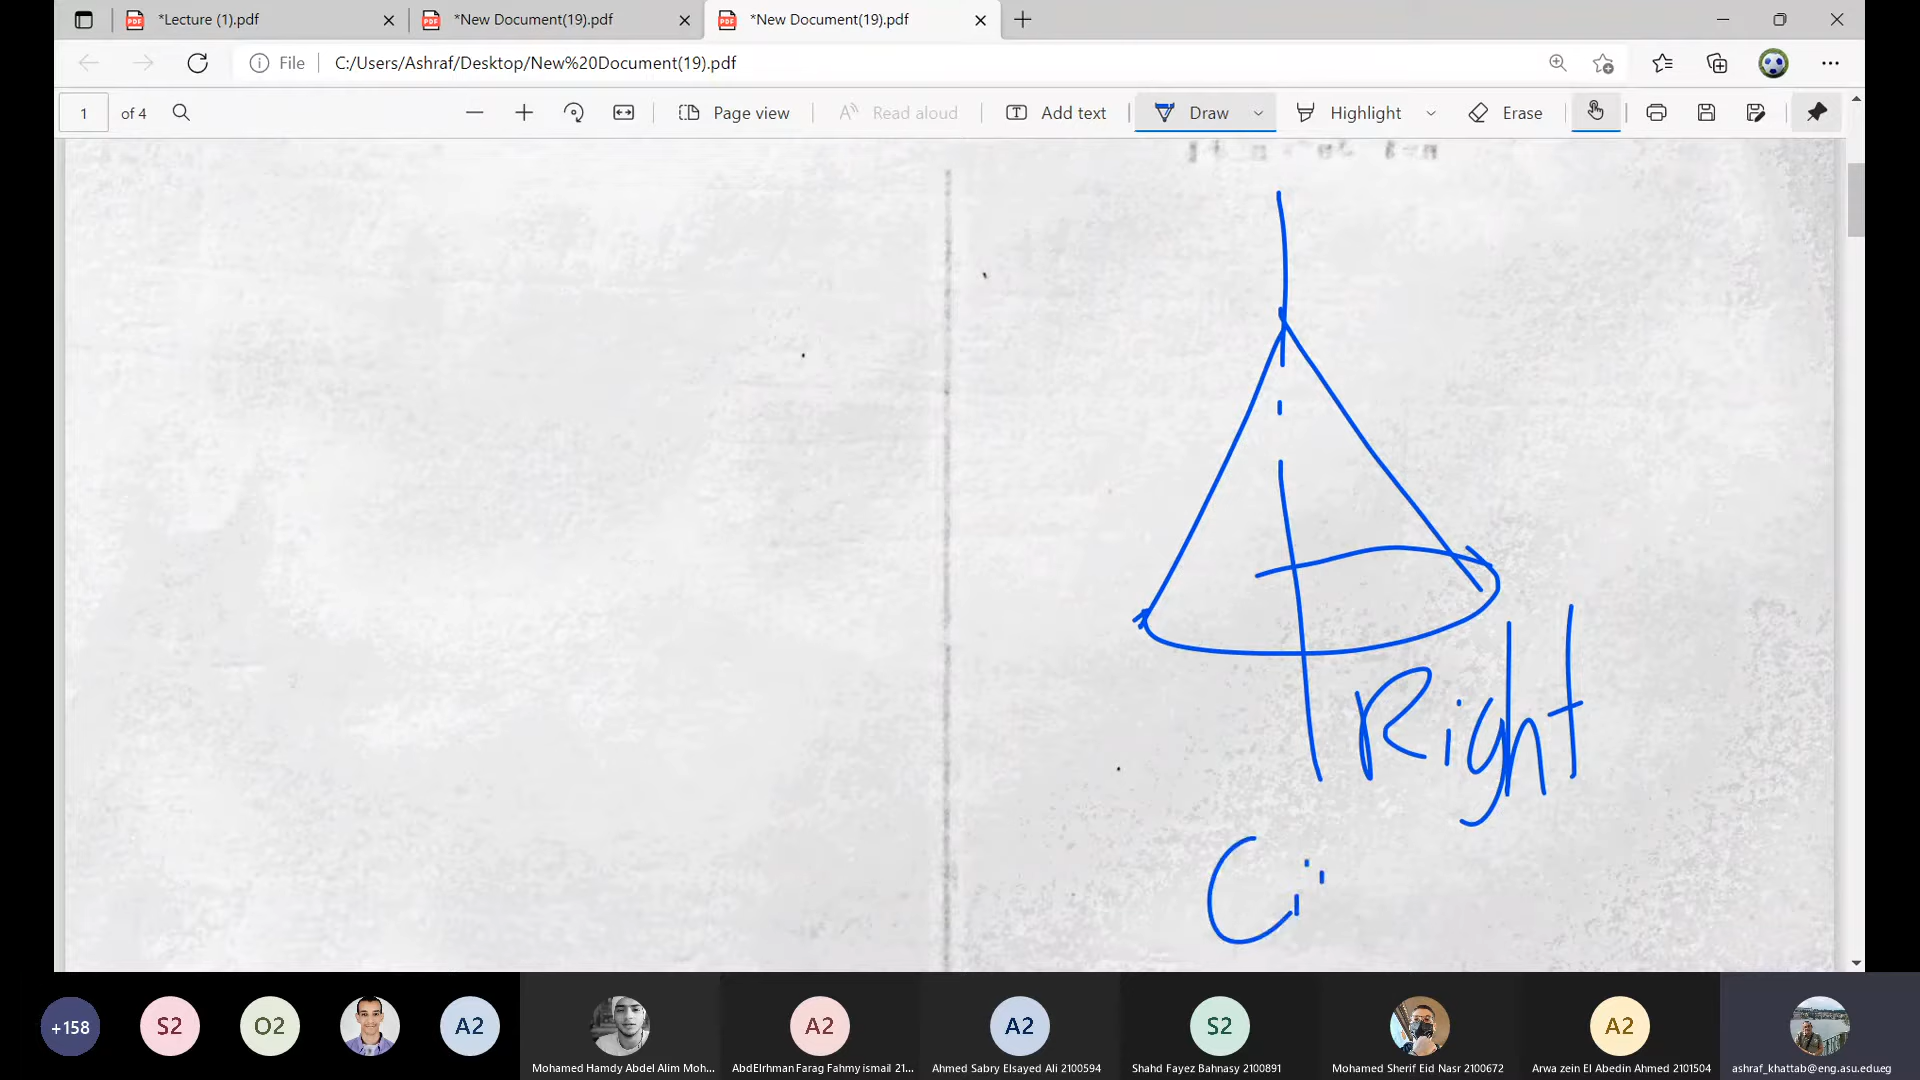 *Lecture (1).pdf
*New Document(19).pdf
*New Document(19).pdf
File
C:/Users/Ashraf/Desktop/New%20Document(19).pdf
1 of 4
Page view
Read aloud
Add text
Draw
Highlight
Erase
Right
Ci
+158
S2
O2
A2
Mohamed Hamdy Abdel Alim Moh...
A2
AbdElrhman Farag Fahmy ismail 21...
A2
Ahmed Sabry Elsayed Ali 2100594
S2
Shahd Fayez Bahnasy 2100891
Mohamed Sherif Eid Nasr 2100672
A2
Arwa zein El Abedin Ahmed 2101504
ashraf_khattab@eng.asu.edu.eg